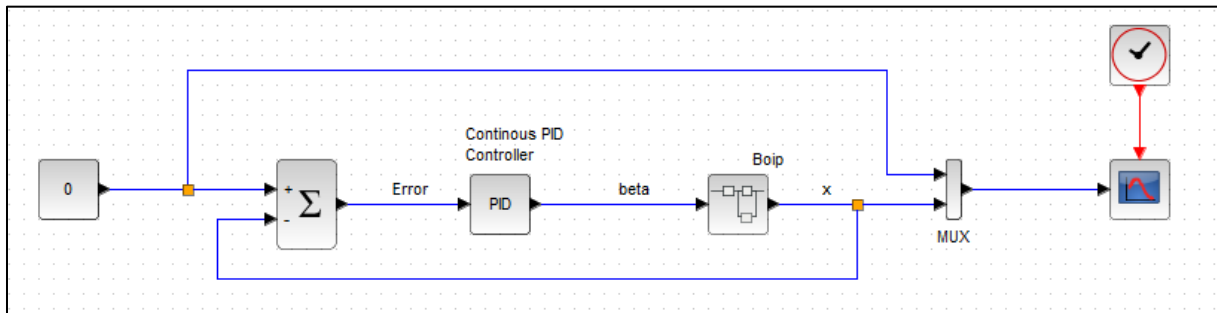 Continous PID
Controller
Boip
0
+
-
Σ
Error
PID
beta
x
MUX